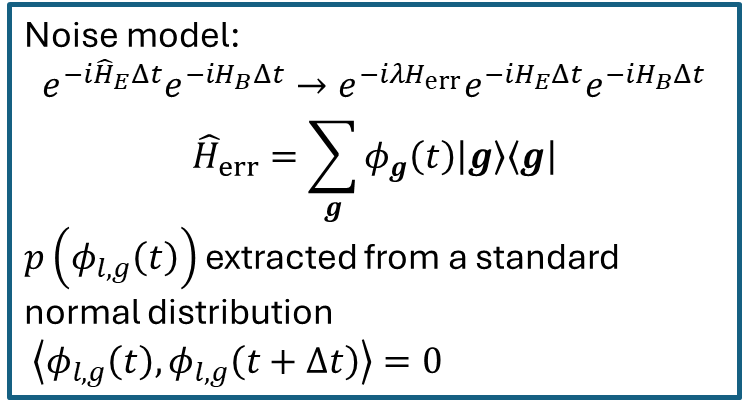 Noise model:
$e^{-i\hat{H}_E\Delta t}e^{-iH_B\Delta t} \rightarrow e^{-i\lambda H_{\text{err}}}e^{-iH_E\Delta t}e^{-iH_B\Delta t}$
$\hat{H}_{\text{err}} = \sum_{\boldsymbol{g}} \phi_{\boldsymbol{g}}(t)|\boldsymbol{g}\rangle\langle\boldsymbol{g}|$
$p\left(\phi_{l,g}(t)\right)$ extracted from a standard
normal distribution
$\langle\phi_{l,g}(t), \phi_{l,g}(t + \Delta t)\rangle = 0$